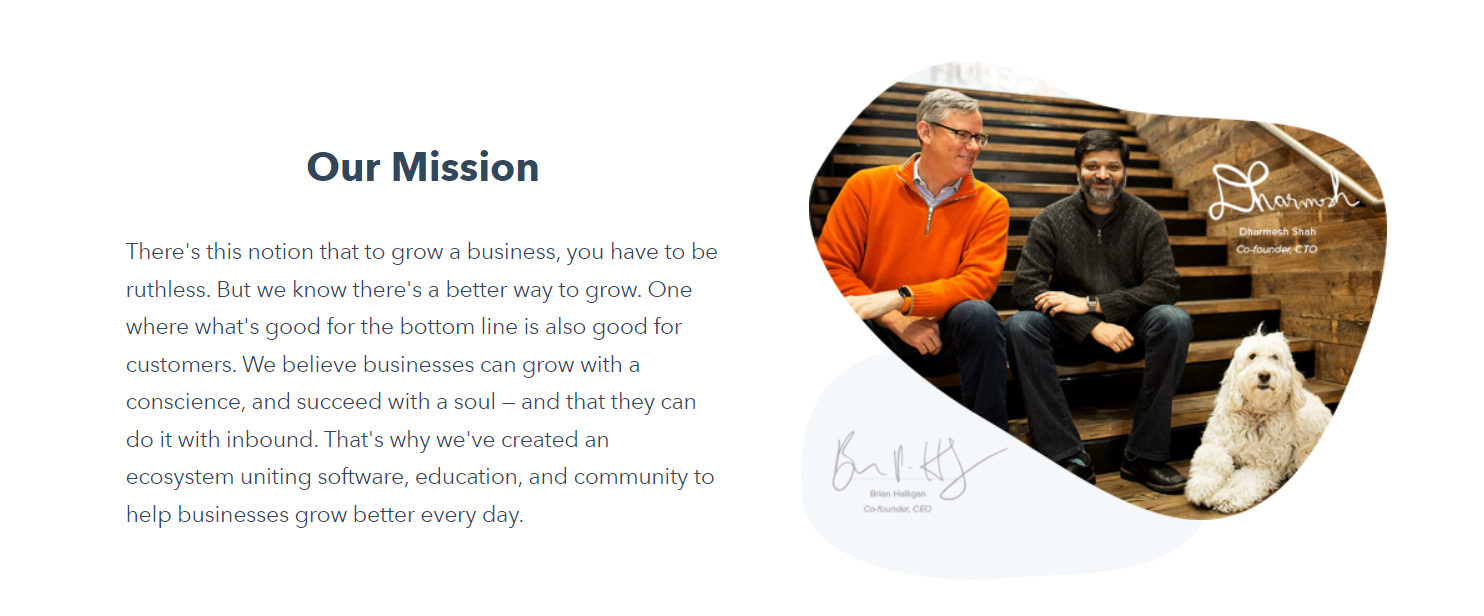 Our Mission
There's this notion that to grow a business, you have to be
ruthless. But we know there's a better way to grow. One
where what's good for the bottom line is also good for
customers. We believe businesses can grow with a
conscience, and succeed with a soul — and that they can
do it with inbound. That's why we've created an
ecosystem uniting software, education, and community to
help businesses grow better every day.
Dharmesh
Dharmesh Shah
Co-founder, CTO
Brian Halligan
Co-founder, CEO